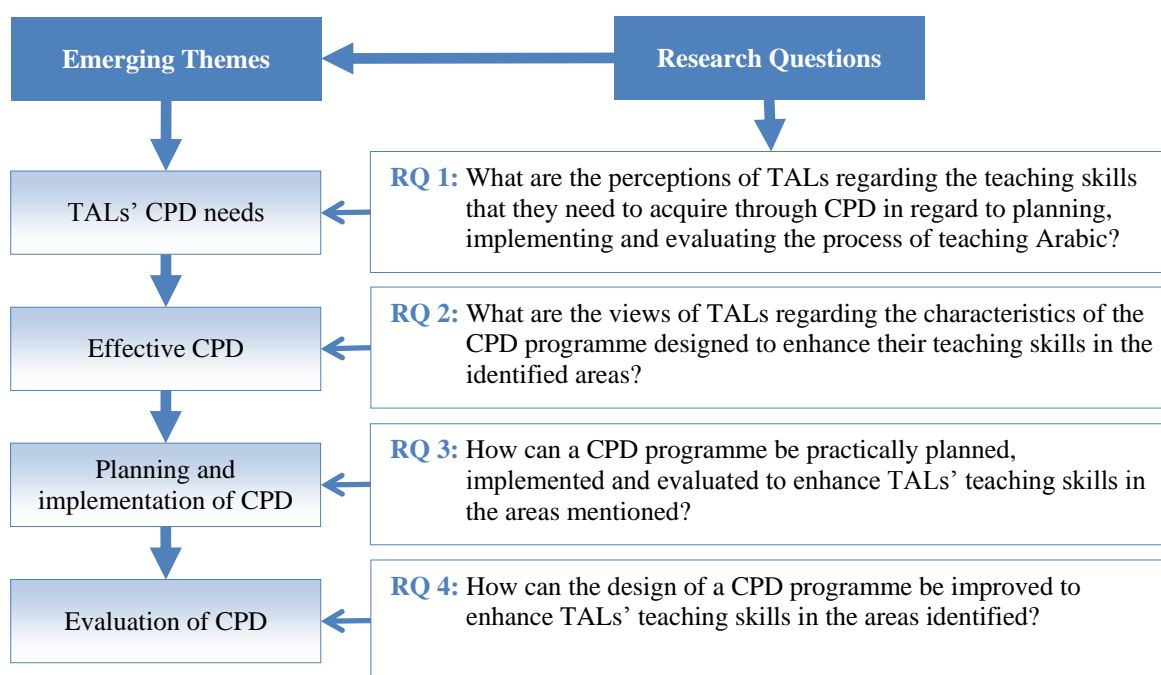 Emerging Themes
Research Questions
TALs’ CPD needs
RQ 1: What are the perceptions of TALs regarding the teaching skills
that they need to acquire through CPD in regard to planning,
implementing and evaluating the process of teaching Arabic?
Effective CPD
RQ 2: What are the views of TALs regarding the characteristics of the
CPD programme designed to enhance their teaching skills in the
identified areas?
Planning and
implementation of CPD
RQ 3: How can a CPD programme be practically planned,
implemented and evaluated to enhance TALs’ teaching skills in
the areas mentioned?
Evaluation of CPD
RQ 4: How can the design of a CPD programme be improved to
enhance TALs’ teaching skills in the areas identified?